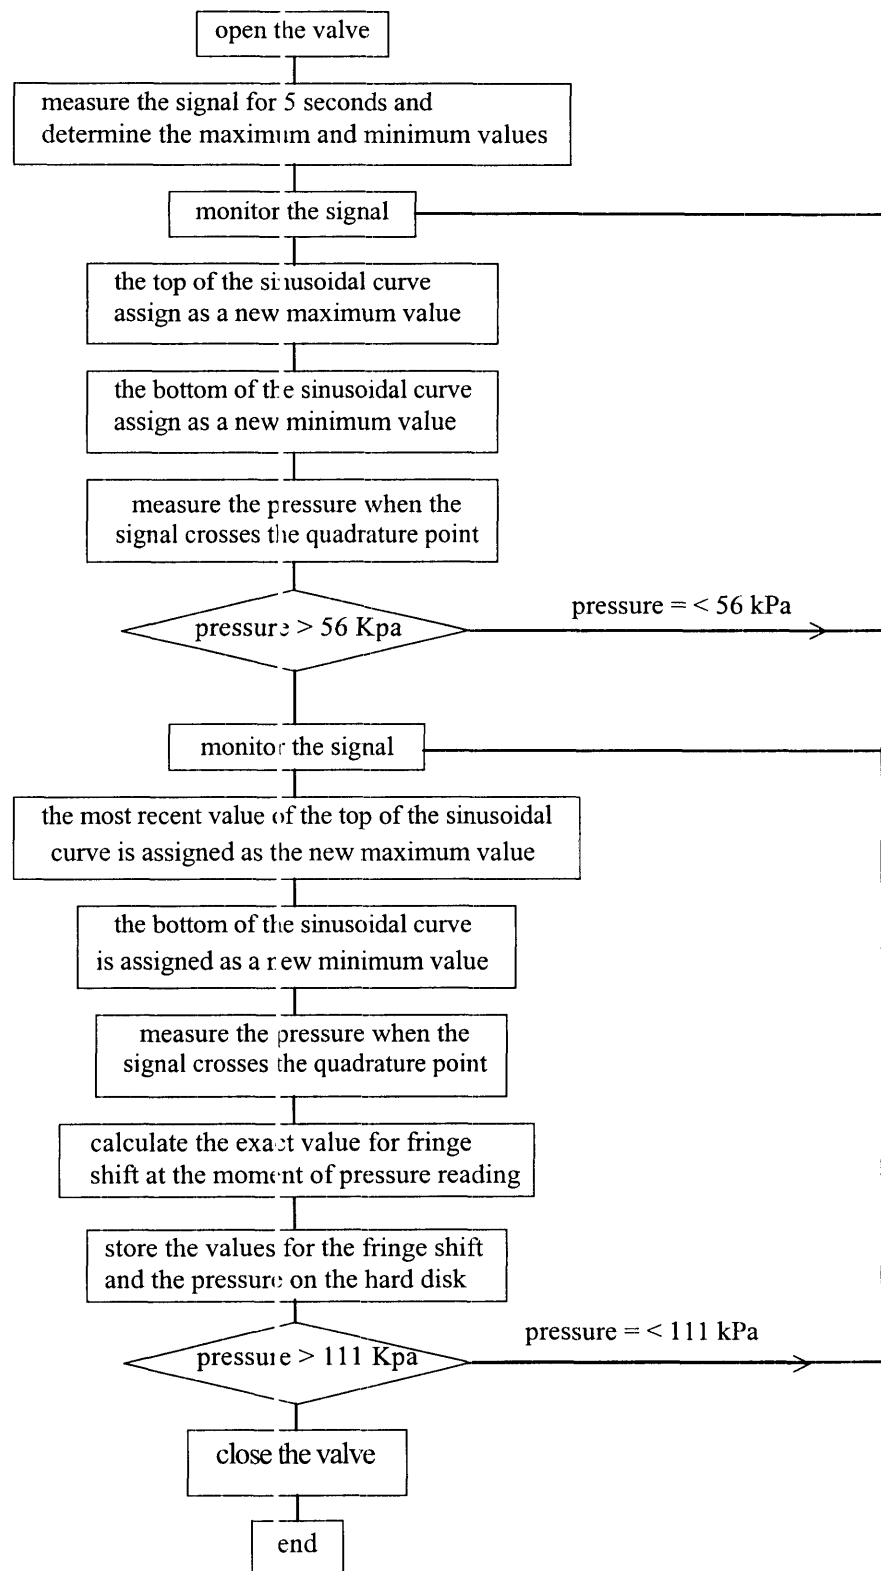 open the valve
measure the signal for 5 seconds and
determine the maximum and minimum values
monitor the signal
the top of the sinusoidal curve
assign as a new maximum value
the bottom of the sinusoidal curve
assign as a new minimum value
measure the pressure when the
signal crosses the quadrature point
pressure = < 56 kPa
pressure > 56 Kpa
monitor the signal
the most recent value of the top of the sinusoidal
curve is assigned as the new maximum value
the bottom of the sinusoidal curve
is assigned as a new minimum value
measure the pressure when the
signal crosses the quadrature point
calculate the exact value for fringe
shift at the moment of pressure reading
store the values for the fringe shift
and the pressure on the hard disk
pressure = < 111 kPa
pressure > 111 Kpa
close the valve
end